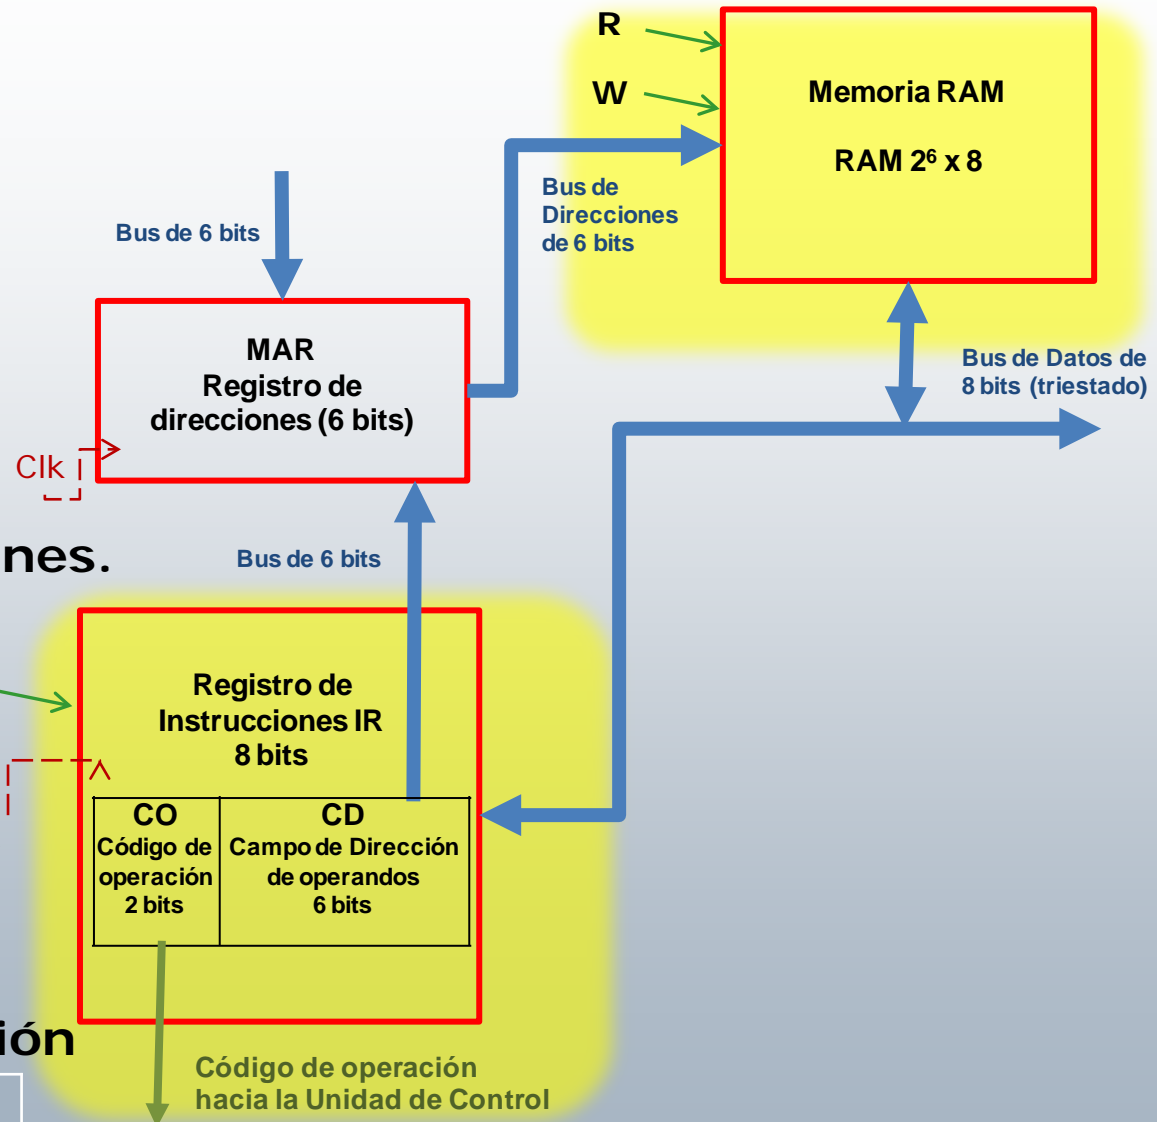 R
W
Memoria RAM
RAM 2⁶ x 8
Bus de
Direcciones
de 6 bits
Bus de 6 bits
MAR
Registro de
direcciones (6 bits)
Bus de Datos de
8 bits (triestado)
Clk
nes.
Bus de 6 bits
Registro de
Instrucciones IR
8 bits
CO
Código de
operación
2 bits
CD
Campo de Dirección
de operandos
6 bits
ión
Código de operación
hacia la Unidad de Control